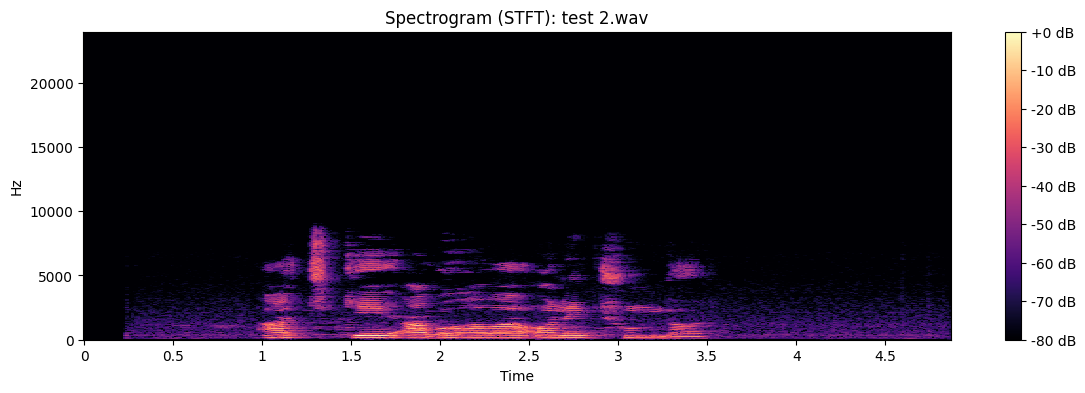 Spectrogram (STFT): test 2.wav
+0 dB
20000
-10 dB
-20 dB
15000
-30 dB
Hz
10000
-40 dB
-50 dB
5000
-60 dB
-70 dB
0
-80 dB
0 0.5 1 1.5 2 2.5 3 3.5 4 4.5
Time